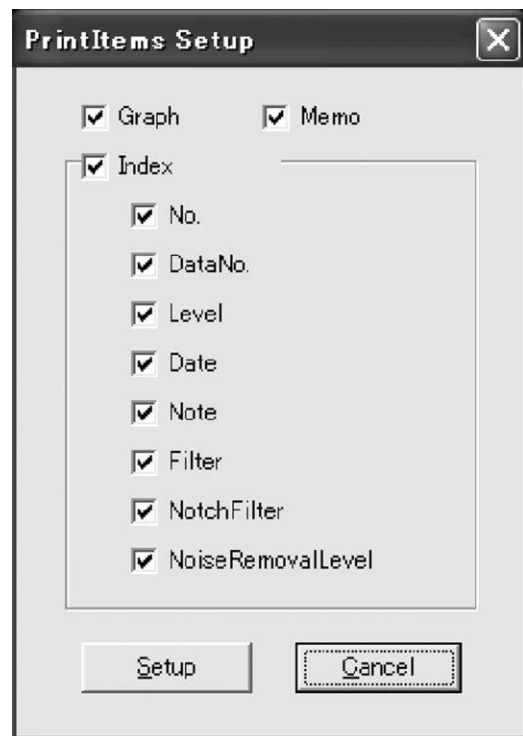 PrintItems Setup
Graph Memo
Index
No.
DataNo.
Level
Date
Note
Filter
NotchFilter
NoiseRemovalLevel
Setup Cancel